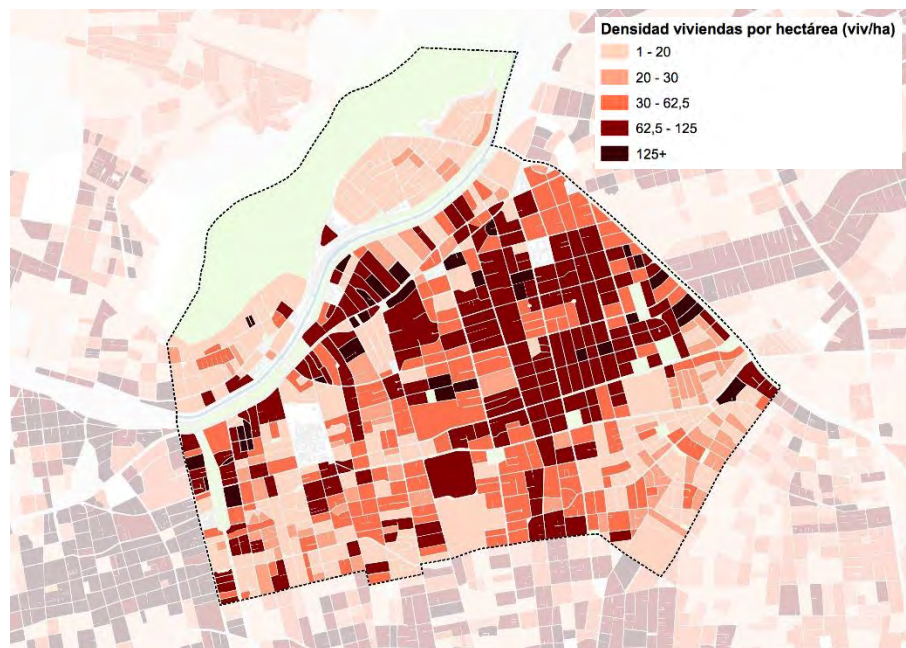 Densidad viviendas por hectárea (viv/ha)
1 - 20
20 - 30
30 - 62,5
62,5 - 125
125+